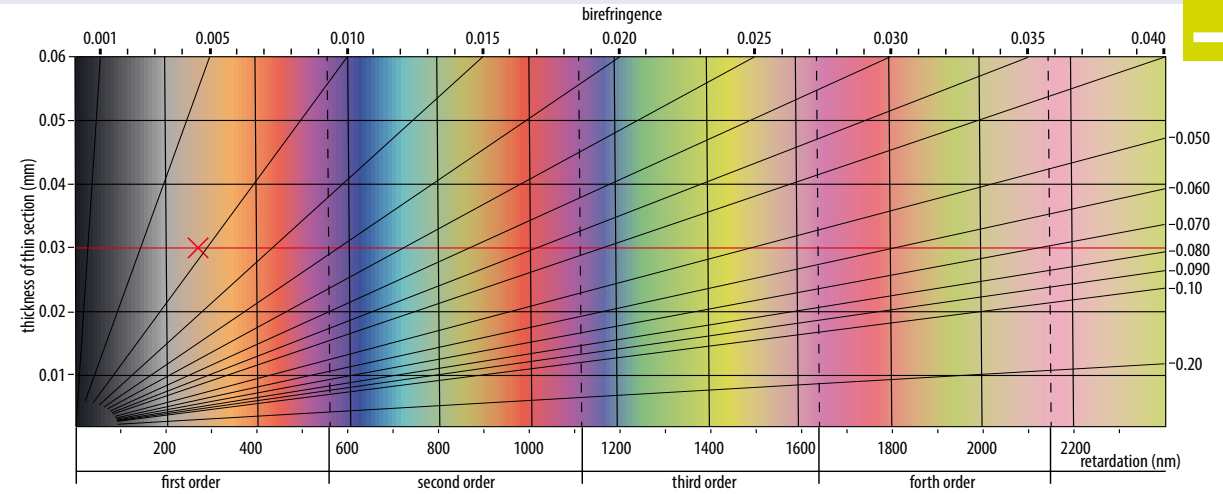 birefringence
0.001 0.005 0.010 0.015 0.020 0.025 0.030 0.035 0.040
0.06
0.05
0.04
0.03
0.02
0.01
thickness of thin section (mm)
-0.050
-0.060
-0.070
-0.080
-0.090
-0.10
-0.20
200 400 600 800 1000 1200 1400 1600 1800 2000 2200
retardation (nm)
first order second order third order forth order